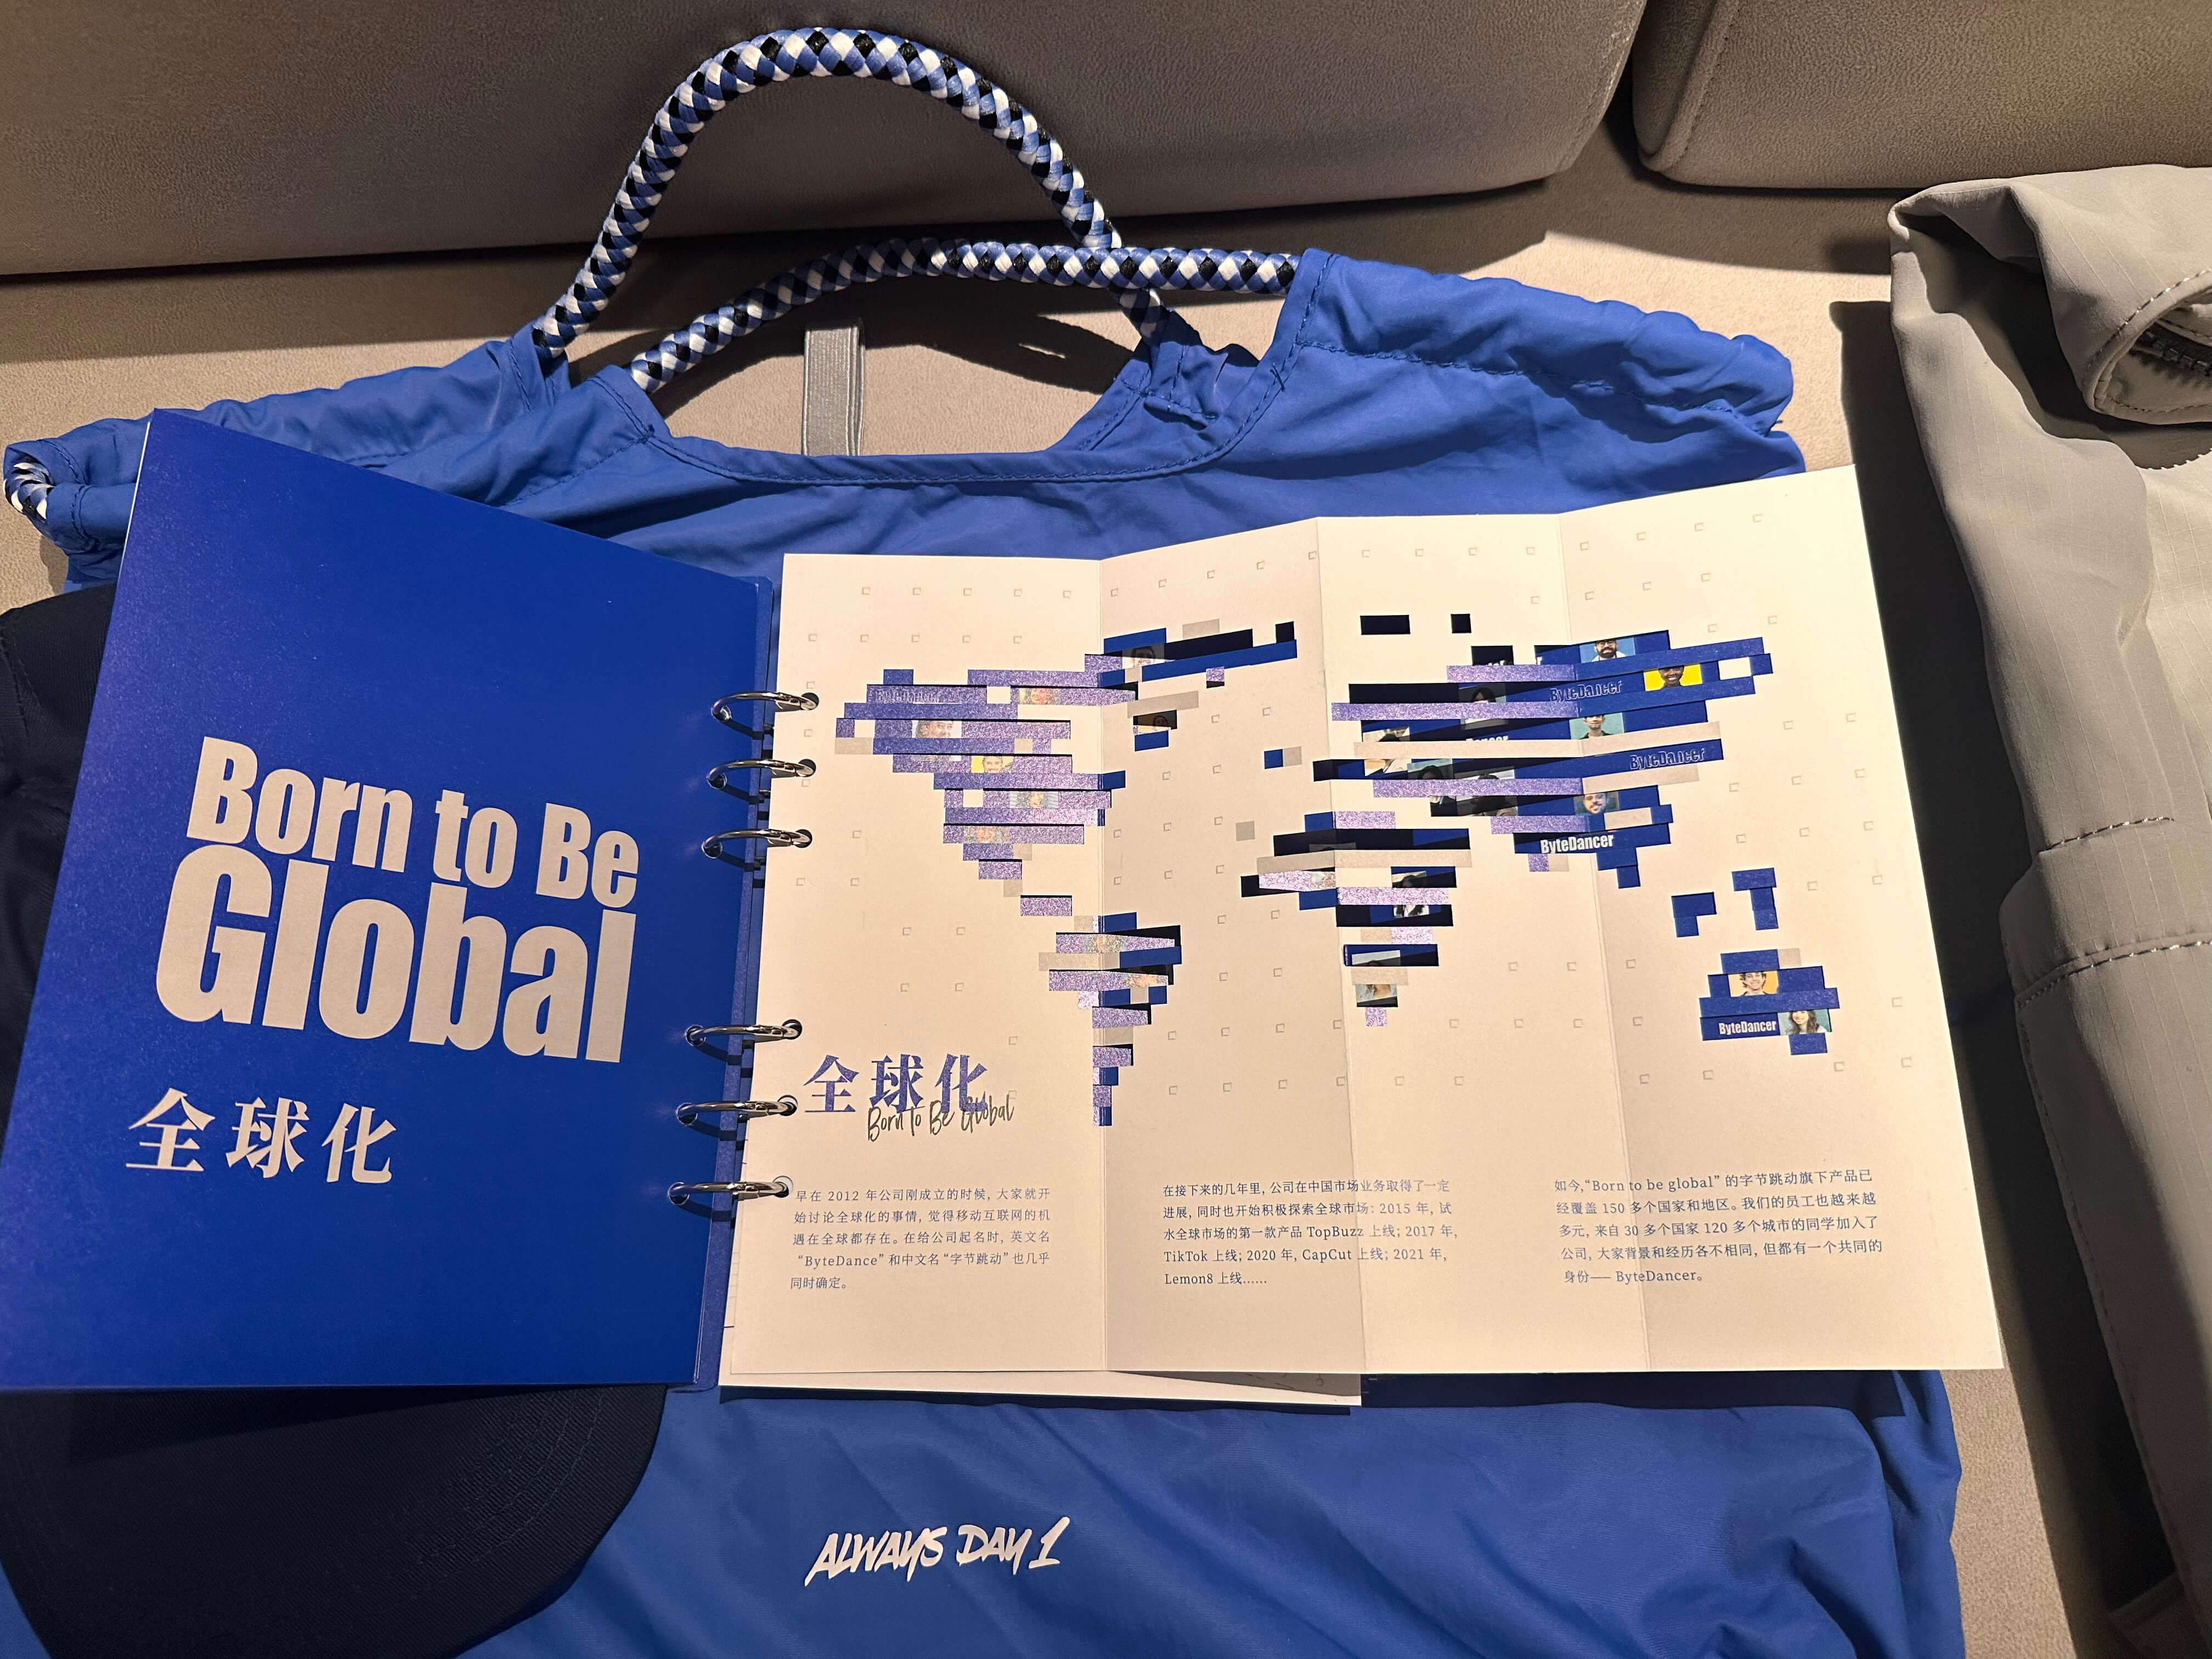 Born to Be
Global
全球化
ByteDancer
ByteDancer
ByteDancer
ByteDancer
ByteDancer
全球化
Born to Be Global
早在 2012 年公司刚成立的时候，大家就开
始讨论全球化的事情，觉得移动互联网的机
遇在全球都存在。在给公司起名时，英文名
“ByteDance” 和中文名 “字节跳动” 也几乎
同时确定。
在接下来的几年里，公司在中国市场业务取得了一定
进展，同时也开始积极探索全球市场：2015 年，试
水全球市场的第一款产品 TopBuzz 上线；2017 年，
TikTok 上线；2020 年，CapCut 上线；2021 年，
Lemon8 上线……
如今，“Born to be global” 的字节跳动旗下产品已
经覆盖 150 多个国家和地区。我们的员工也越来越
多元，来自 30 多个国家 120 多个城市的同学加入了
公司，大家背景和经历各不相同，但都有一个共同的
身份—— ByteDancer。
ALWAYS DAY 1